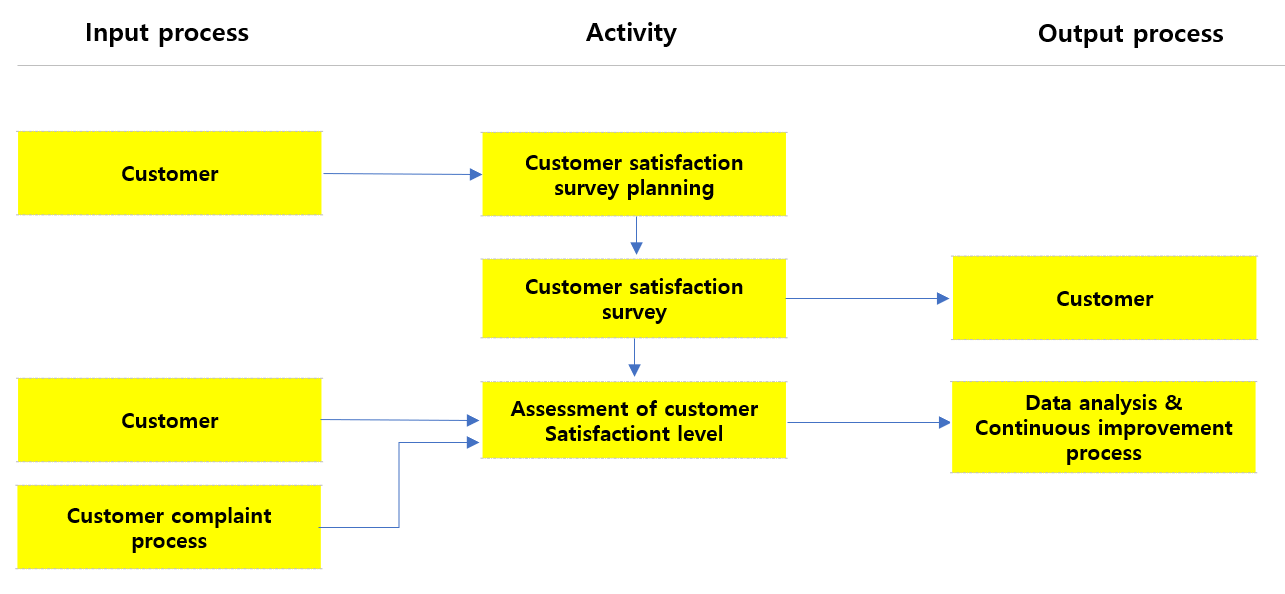 Input process
Activity
Output process
Customer
Customer satisfaction
survey planning
Customer satisfaction
survey
Customer
Customer
Assessment of customer
Satisfactiont level
Data analysis &
Continuous improvement
process
Customer complaint
process